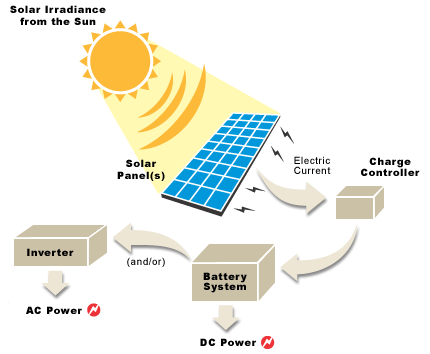 Solar Irradiance
from the Sun
Solar
Panel(s)
Electric
Current
Charge
Controller
Inverter
(and/or)
Battery
System
AC Power
DC Power